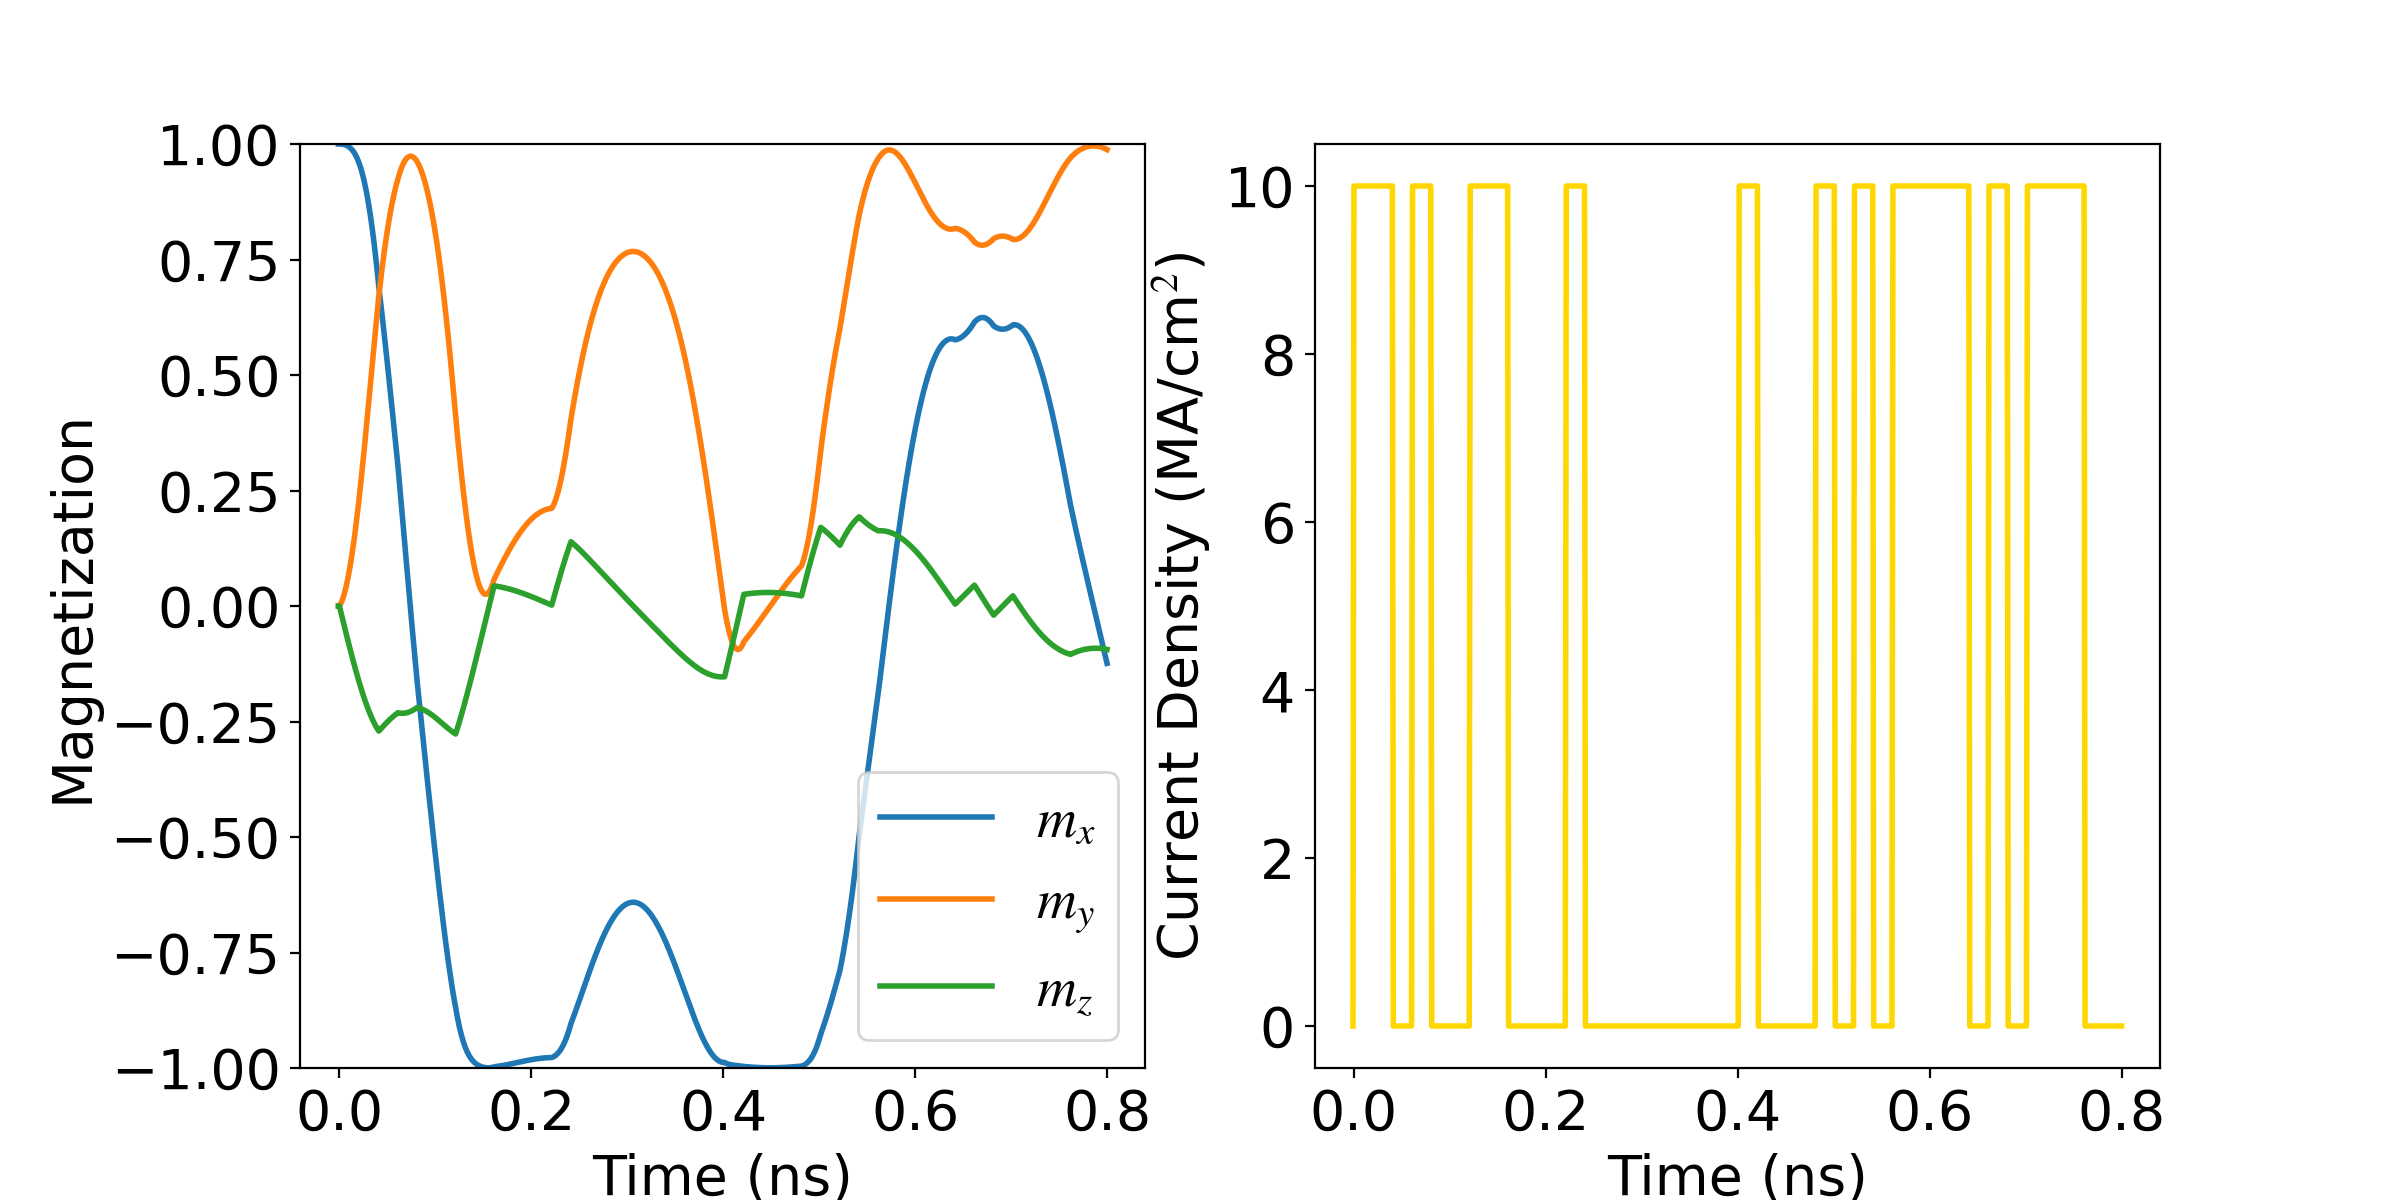 Magnetization
1.00
0.75
0.50
0.25
0.00
−0.25
−0.50
−0.75
−1.00
0.0 0.2 0.4 0.6 0.8
Time (ns)
m_x
m_y
m_z
Current Density (MA/cm²)
10
8
6
4
2
0
0.0 0.2 0.4 0.6 0.8
Time (ns)